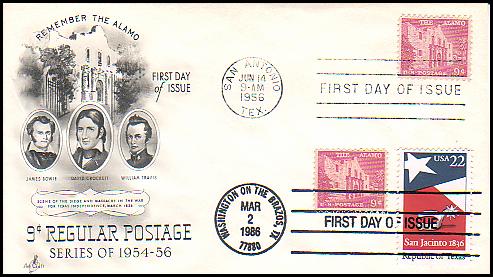 REMEMBER THE ALAMO
FIRST DAY
of ISSUE
JAMES BOWIE
DAVID CROCKETT
WILLIAM TRAVIS
SCENE OF THE SIEGE AND MASSACRE IN THE WAR
FOR TEXAS INDEPENDENCE, MARCH 1836
9¢ REGULAR POSTAGE
SERIES OF 1954-56
Art Craft
SAN ANTONIO
JUN 14
9-AM
1956
TEX.
FIRST DAY OF ISSUE
THE ALAMO
U.S. POSTAGE 9¢
WASHINGTON ON THE BRAZOS, TX
MAR
2
1986
77880
FIRST DAY OF ISSUE
THE ALAMO
9¢
USA 22
San Jacinto 1836
Republic of Texas